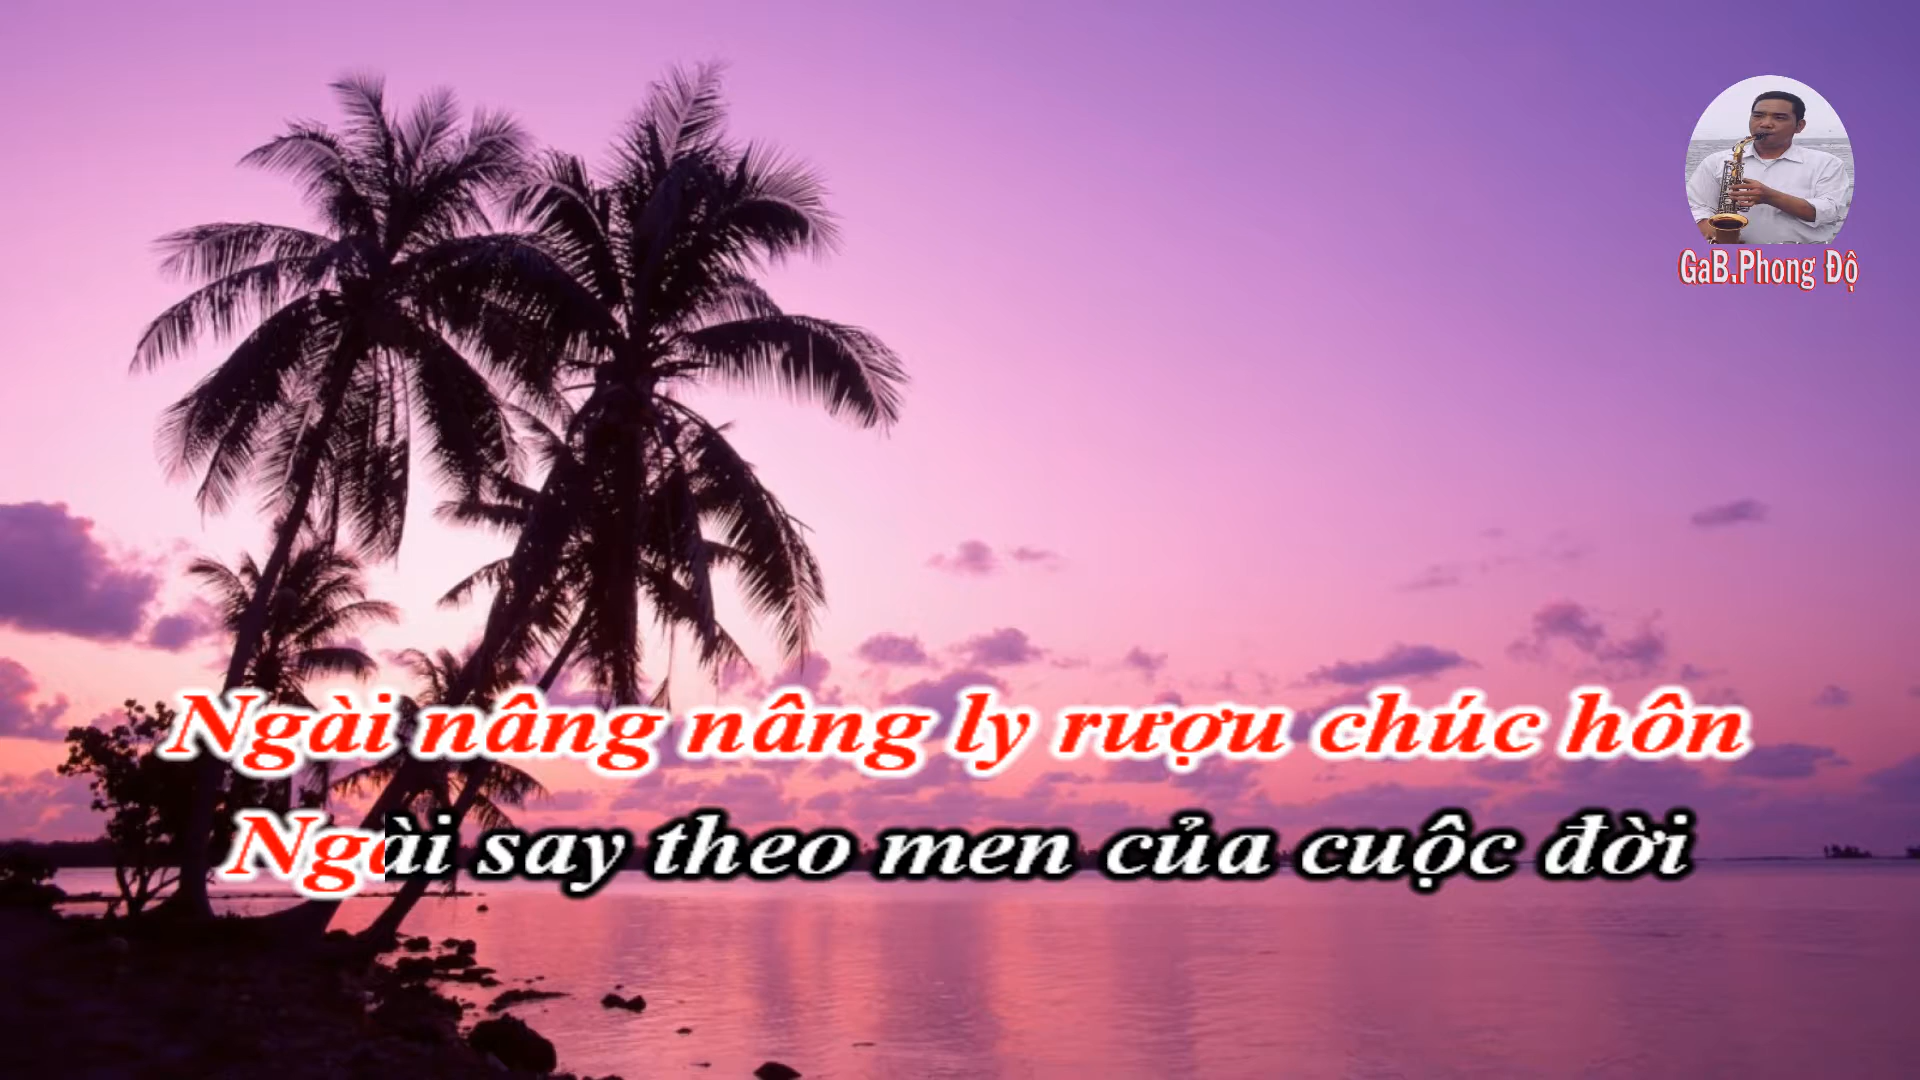 GaB.Phong Độ
Ngài nâng nâng ly rượu chúc hôn
Ngài say theo men của cuộc đời